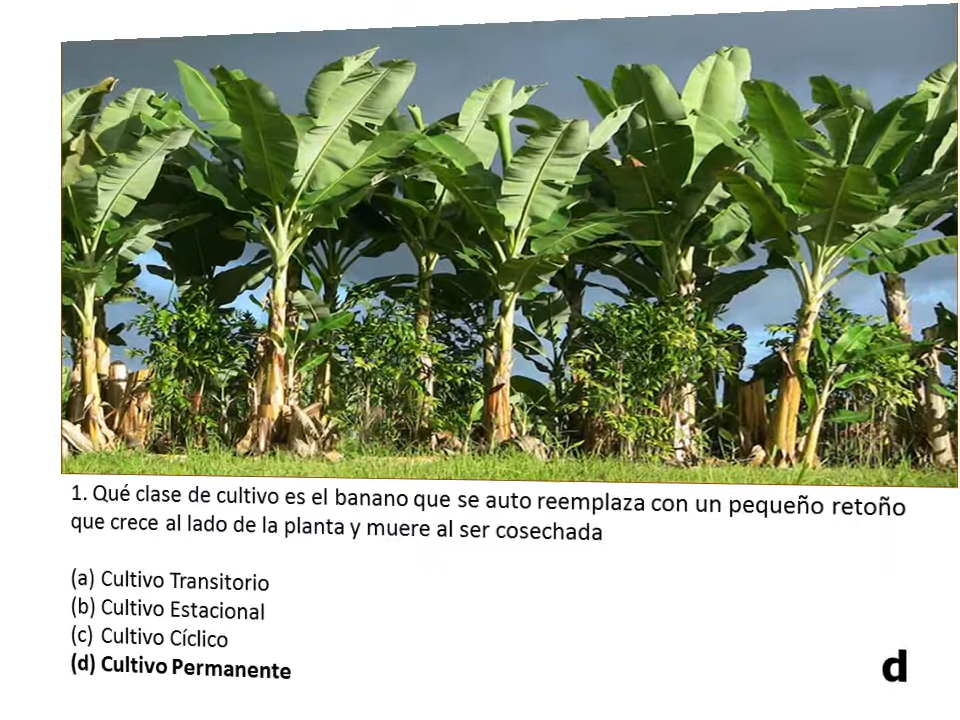 1. Qué clase de cultivo es el banano que se auto reemplaza con un pequeño retoño
que crece al lado de la planta y muere al ser cosechada
(a) Cultivo Transitorio
(b) Cultivo Estacional
(c) Cultivo Cíclico
(d) Cultivo Permanente
d